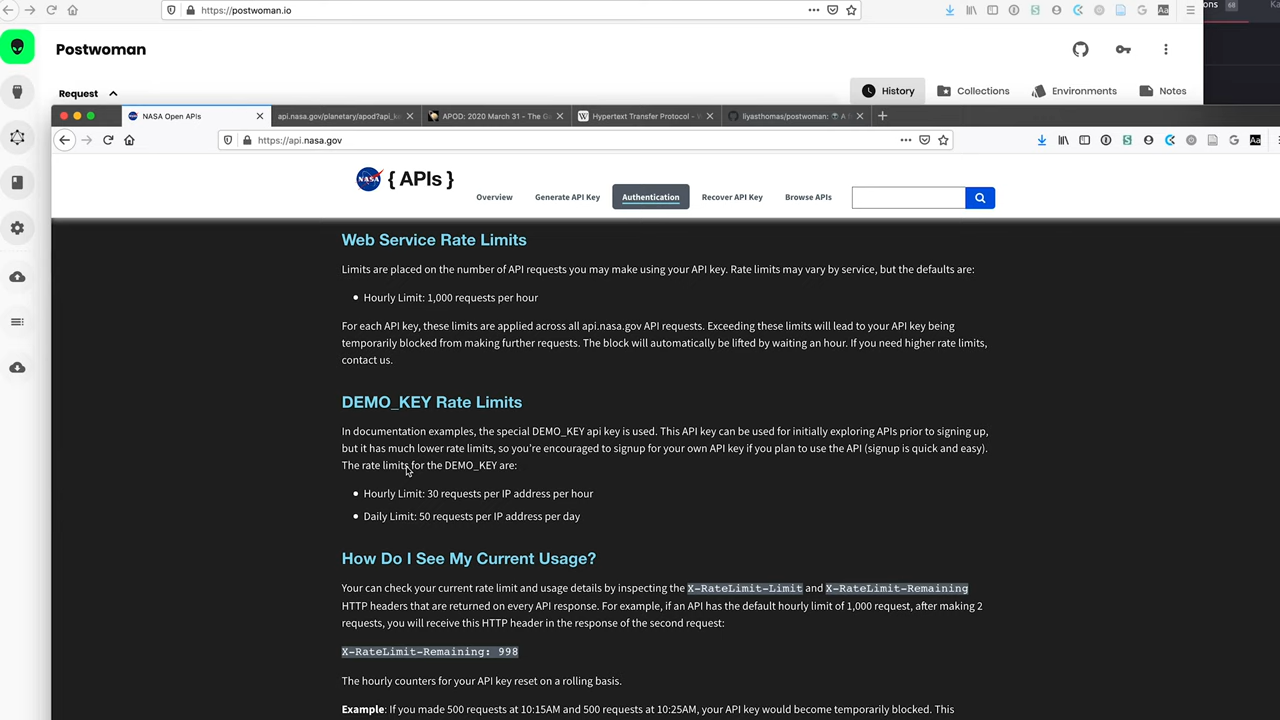 https://postwoman.io
ons 68
Postwoman
Request
History
Collections
Environments
Notes
NASA Open APIs
api.nasa.gov/planetary/apod?api_k
APOD: 2020 March 31 - The G
Hypertext Transfer Protocol -
liyasthomas/postwoman:
https://api.nasa.gov
NASA { APIs }
Overview
Generate API Key
Authentication
Recover API Key
Browse APIs
Web Service Rate Limits
Limits are placed on the number of API requests you may make using your API key. Rate limits may vary by service, but the defaults are:
• Hourly Limit: 1,000 requests per hour
For each API key, these limits are applied across all api.nasa.gov API requests. Exceeding these limits will lead to your API key being
temporarily blocked from making further requests. The block will automatically be lifted by waiting an hour. If you need higher rate limits,
contact us.
DEMO_KEY Rate Limits
In documentation examples, the special DEMO_KEY api key is used. This API key can be used for initially exploring APIs prior to signing up,
but it has much lower rate limits, so you're encouraged to signup for your own API key if you plan to use the API (signup is quick and easy).
The rate limits for the DEMO_KEY are:
• Hourly Limit: 30 requests per IP address per hour
• Daily Limit: 50 requests per IP address per day
How Do I See My Current Usage?
Your can check your current rate limit and usage details by inspecting the X-RateLimit-Limit and X-RateLimit-Remaining
HTTP headers that are returned on every API response. For example, if an API has the default hourly limit of 1,000 request, after making 2
requests, you will receive this HTTP header in the response of the second request:
X-RateLimit-Remaining: 998
The hourly counters for your API key reset on a rolling basis.
Example: If you made 500 requests at 10:15AM and 500 requests at 10:25AM, your API key would become temporarily blocked. This